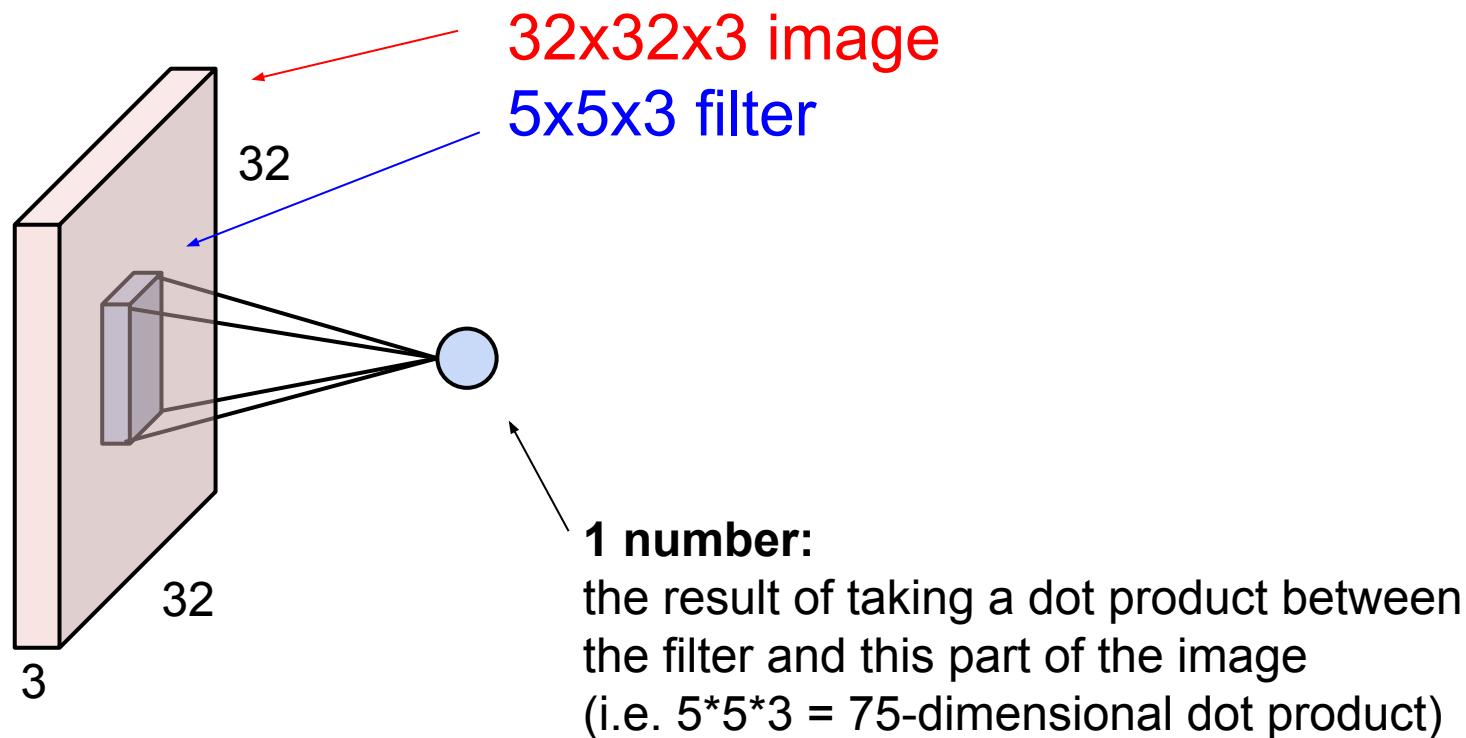 32x32x3 image
5x5x3 filter
32
32
3
1 number:
the result of taking a dot product between
the filter and this part of the image
(i.e. 5*5*3 = 75-dimensional dot product)